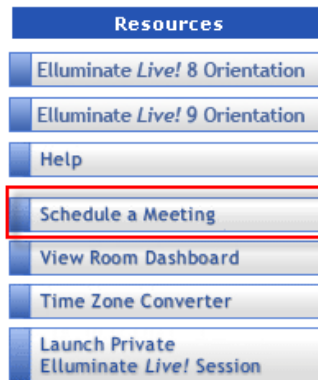 Resources
Elluminate Live! 8 Orientation
Elluminate Live! 9 Orientation
Help
Schedule a Meeting
View Room Dashboard
Time Zone Converter
Launch Private
Elluminate Live! Session